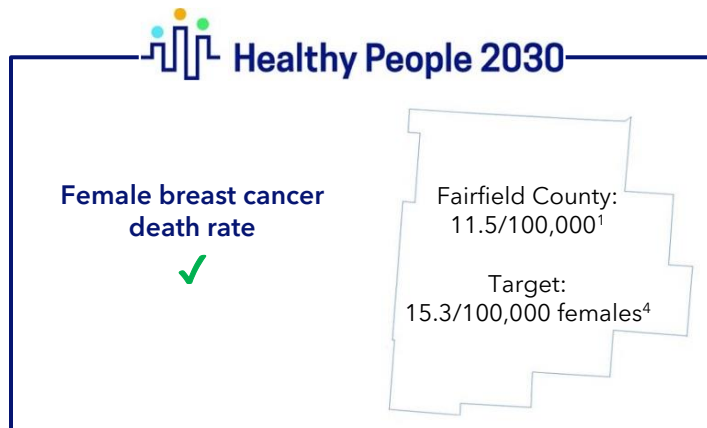 Healthy People 2030
Female breast cancer
death rate
✓
Fairfield County:
11.5/100,000¹
Target:
15.3/100,000 females⁴